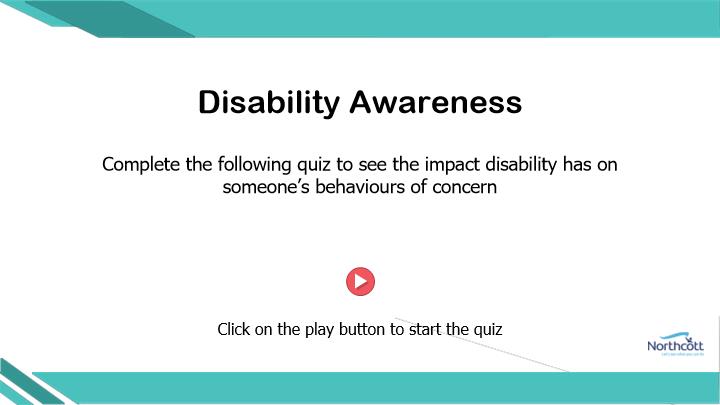 Disability Awareness
Complete the following quiz to see the impact disability has on
someone’s behaviours of concern
Click on the play button to start the quiz
Northcott